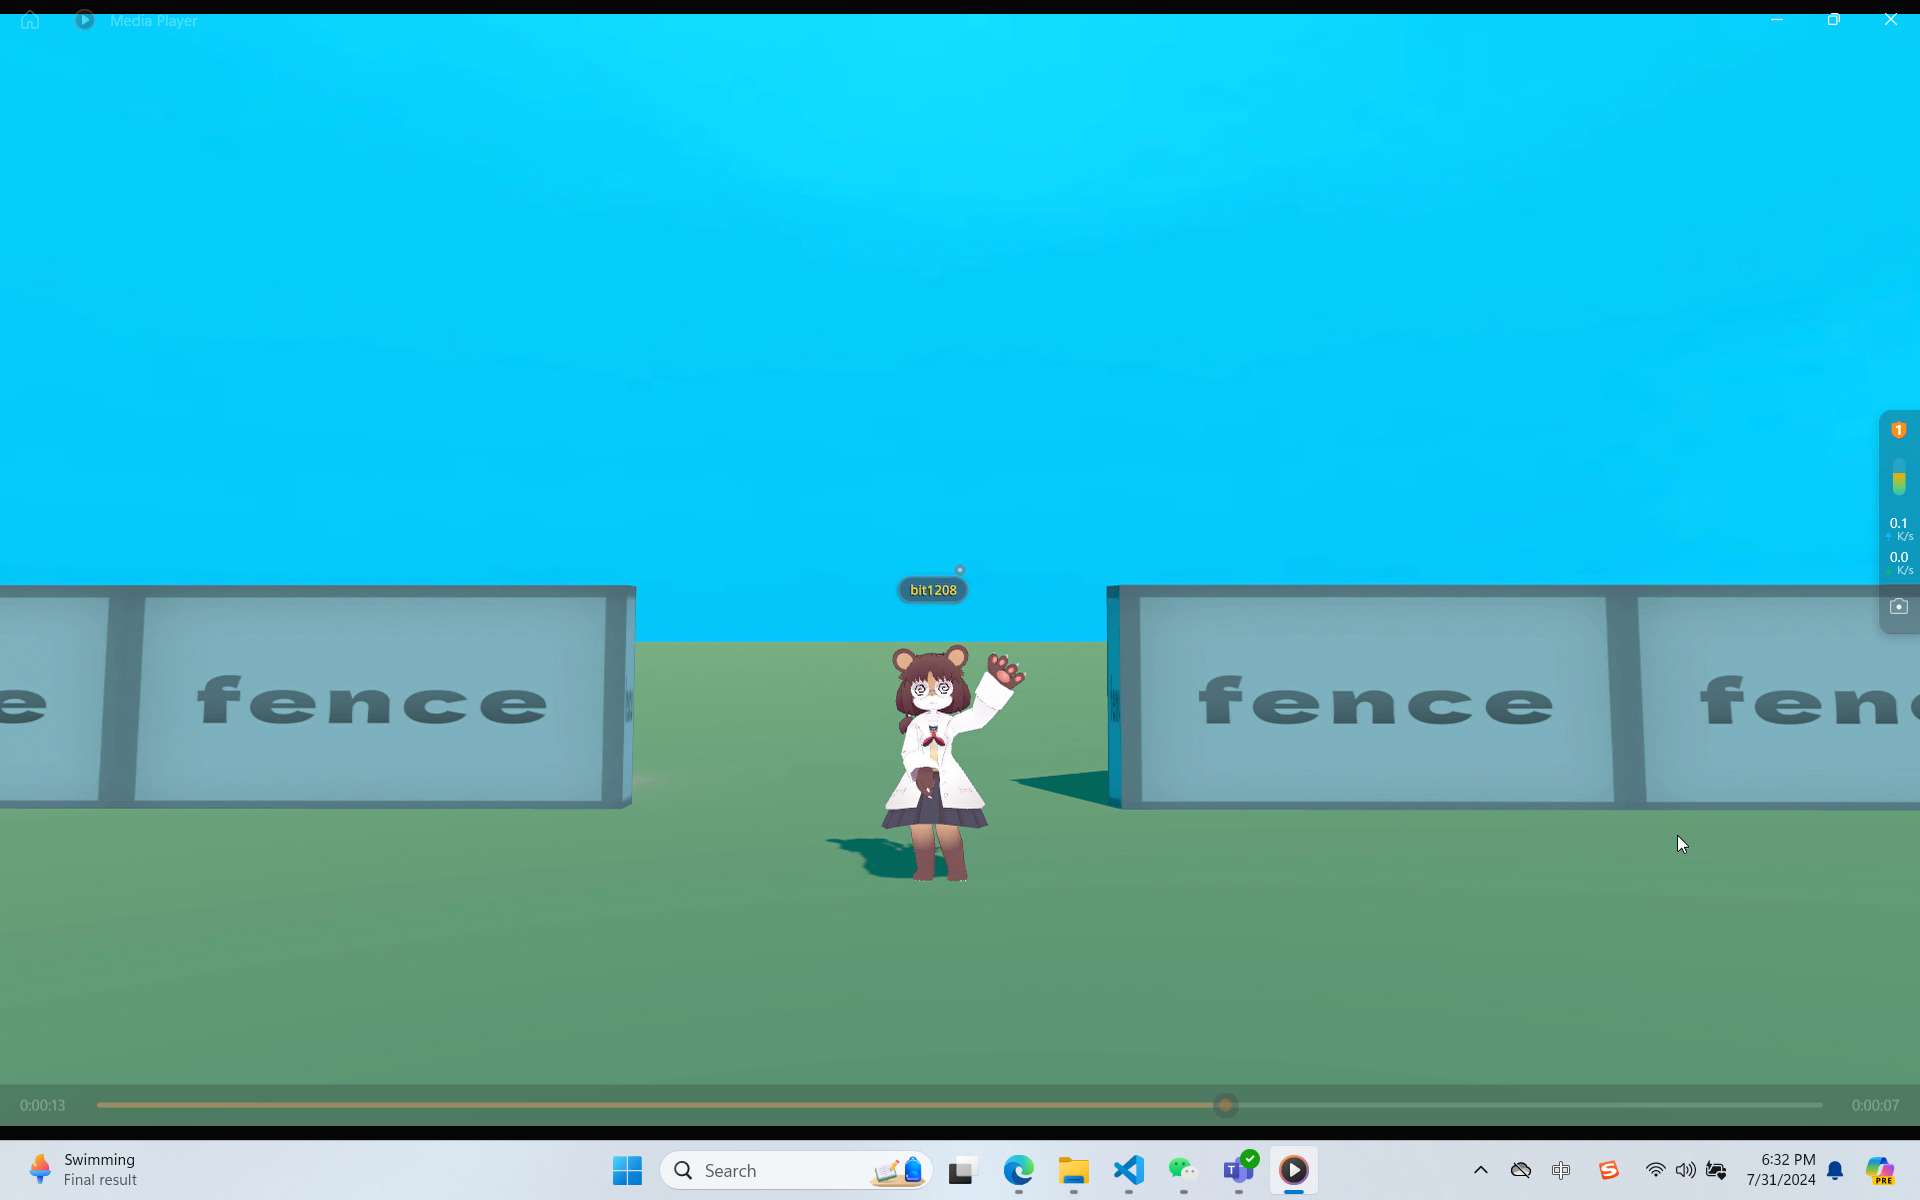 Media Player
1
0.1
K/s
0.0
K/s
bit1208
e
fence
fence
fen
0:00:13
0:00:07
Swimming
Final result
Search
6:32 PM
7/31/2024
PRE